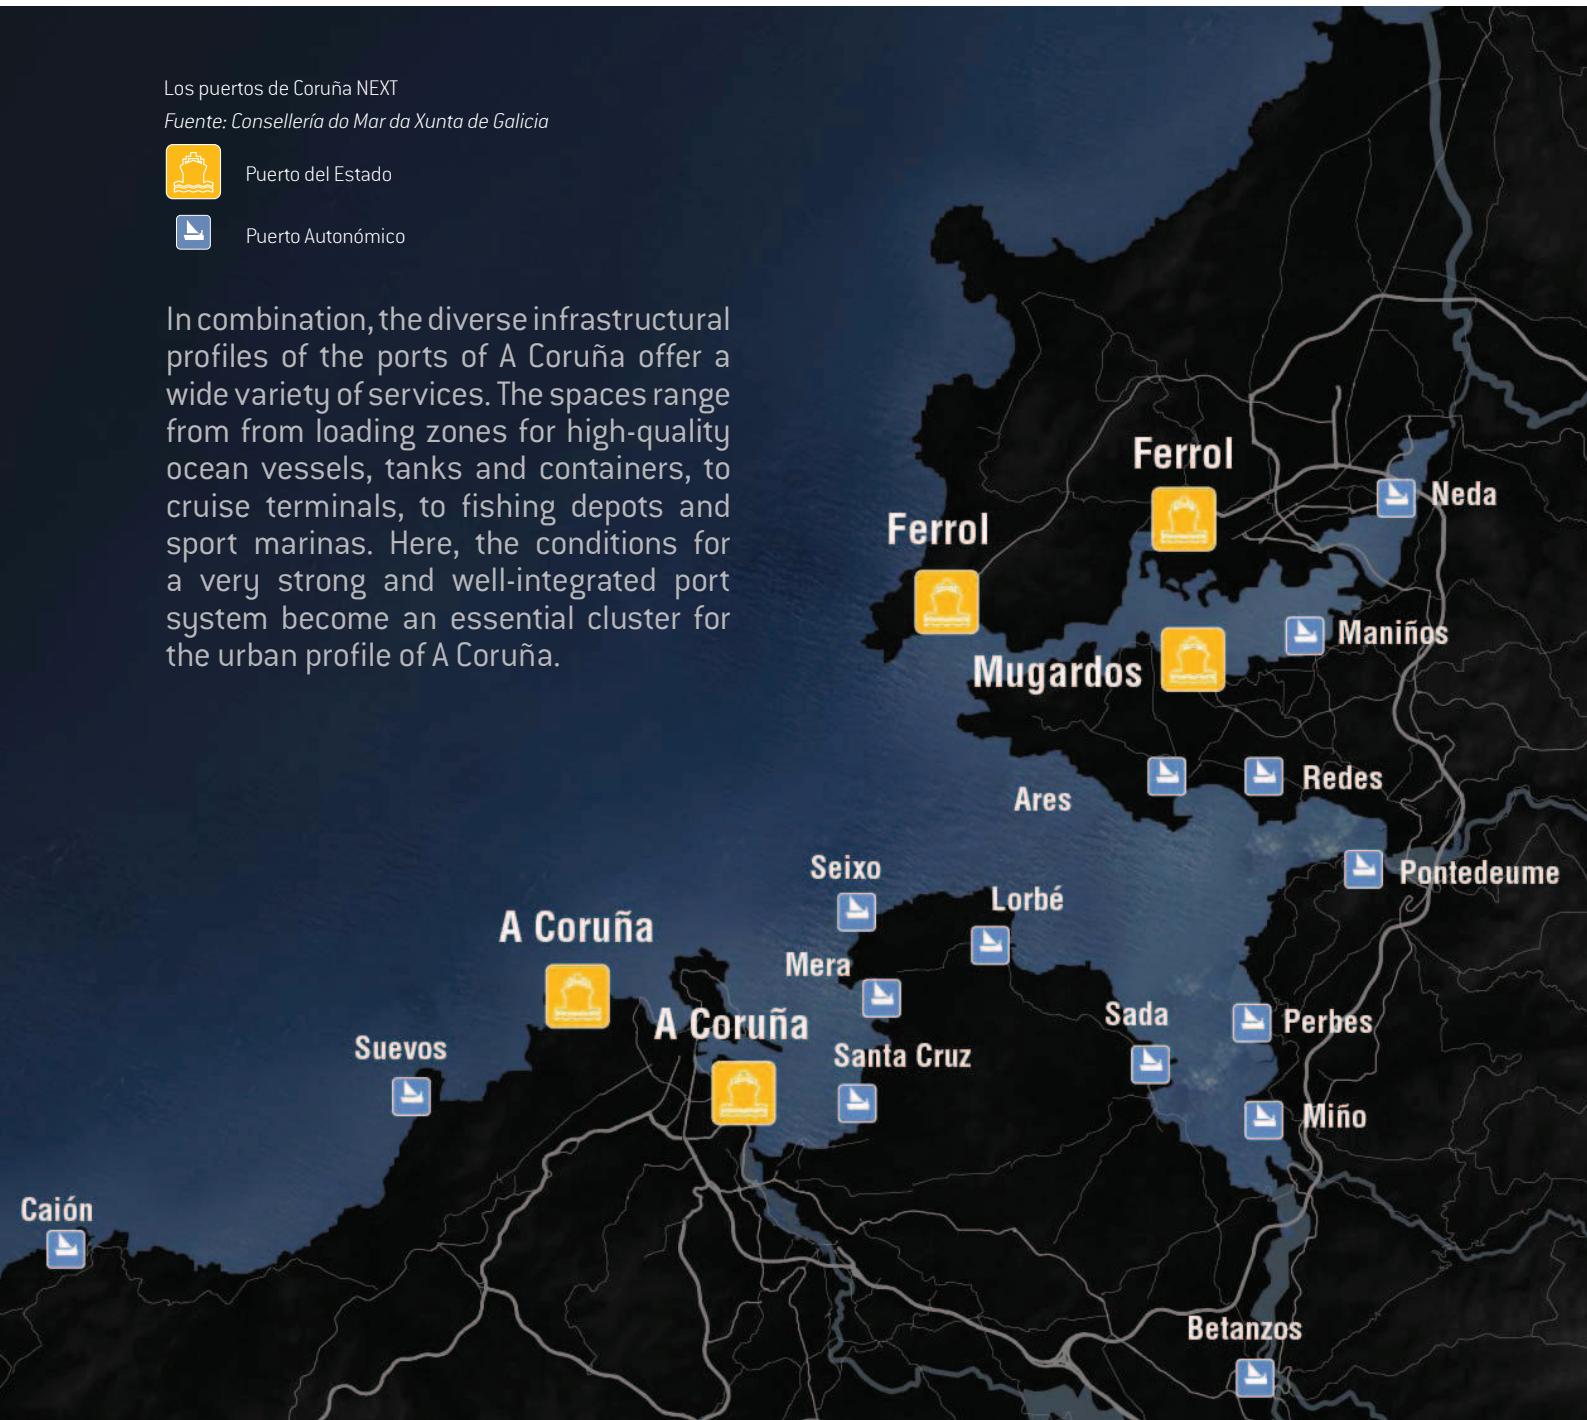 Los puertos de Coruña NEXT
Fuente: Consellería do Mar da Xunta de Galicia
Puerto del Estado
Puerto Autonómico
In combination, the diverse infrastructural
profiles of the ports of A Coruña offer a
wide variety of services. The spaces range
from from loading zones for high-quality
ocean vessels, tanks and containers, to
cruise terminals, to fishing depots and
sport marinas. Here, the conditions for
a very strong and well-integrated port
system become an essential cluster for
the urban profile of A Coruña.
Ferrol
Neda
Ferrol
Maniños
Mugardos
Redes
Ares
Seixo
Pontedeume
Lorbé
A Coruña
Mera
Sada
Perbes
A Coruña
Suevos
Santa Cruz
Miño
Caión
Betanzos